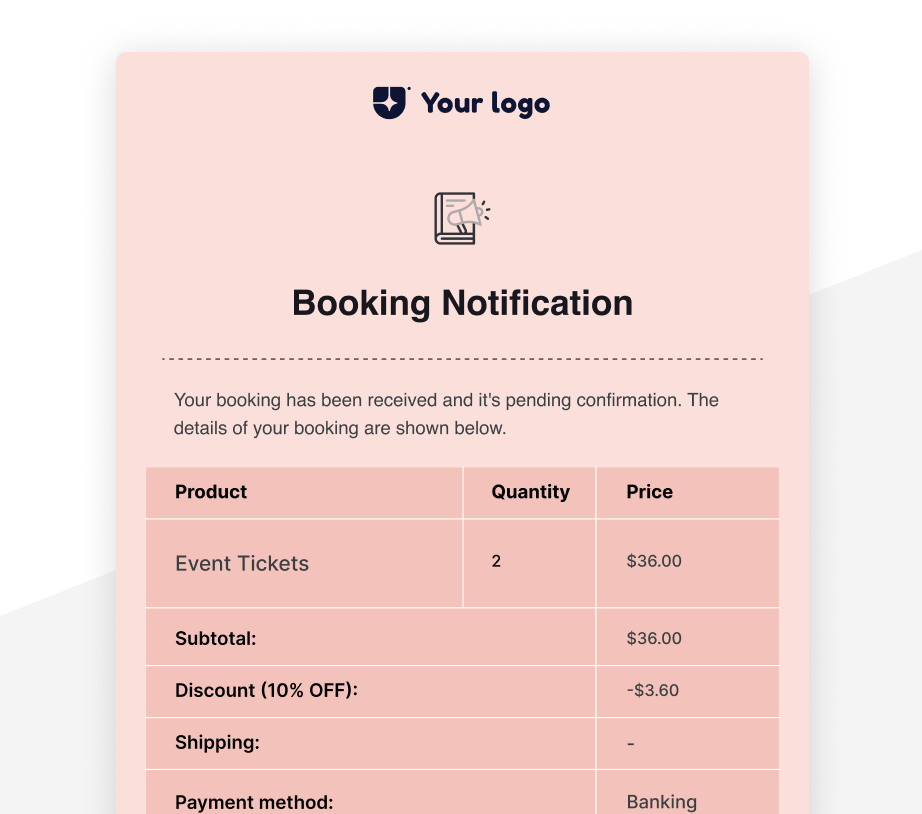 Your logo
Booking Notification
Your booking has been received and it's pending confirmation. The
details of your booking are shown below.
Product Quantity Price
Event Tickets 2 $36.00
Subtotal: $36.00
Discount (10% OFF): -$3.60
Shipping: -
Payment method: Banking